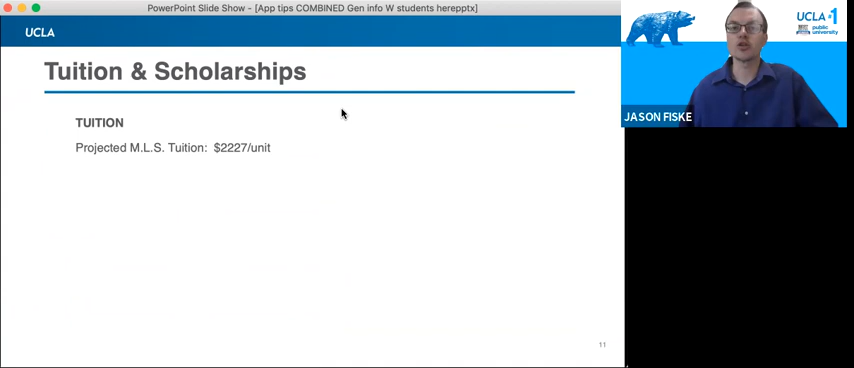 PowerPoint Slide Show - [App tips COMBINED Gen info W students herepptx]
UCLA
Tuition & Scholarships
TUITION
Projected M.L.S. Tuition: $2227/unit
11
UCLA #1
public
university
JASON FISKE